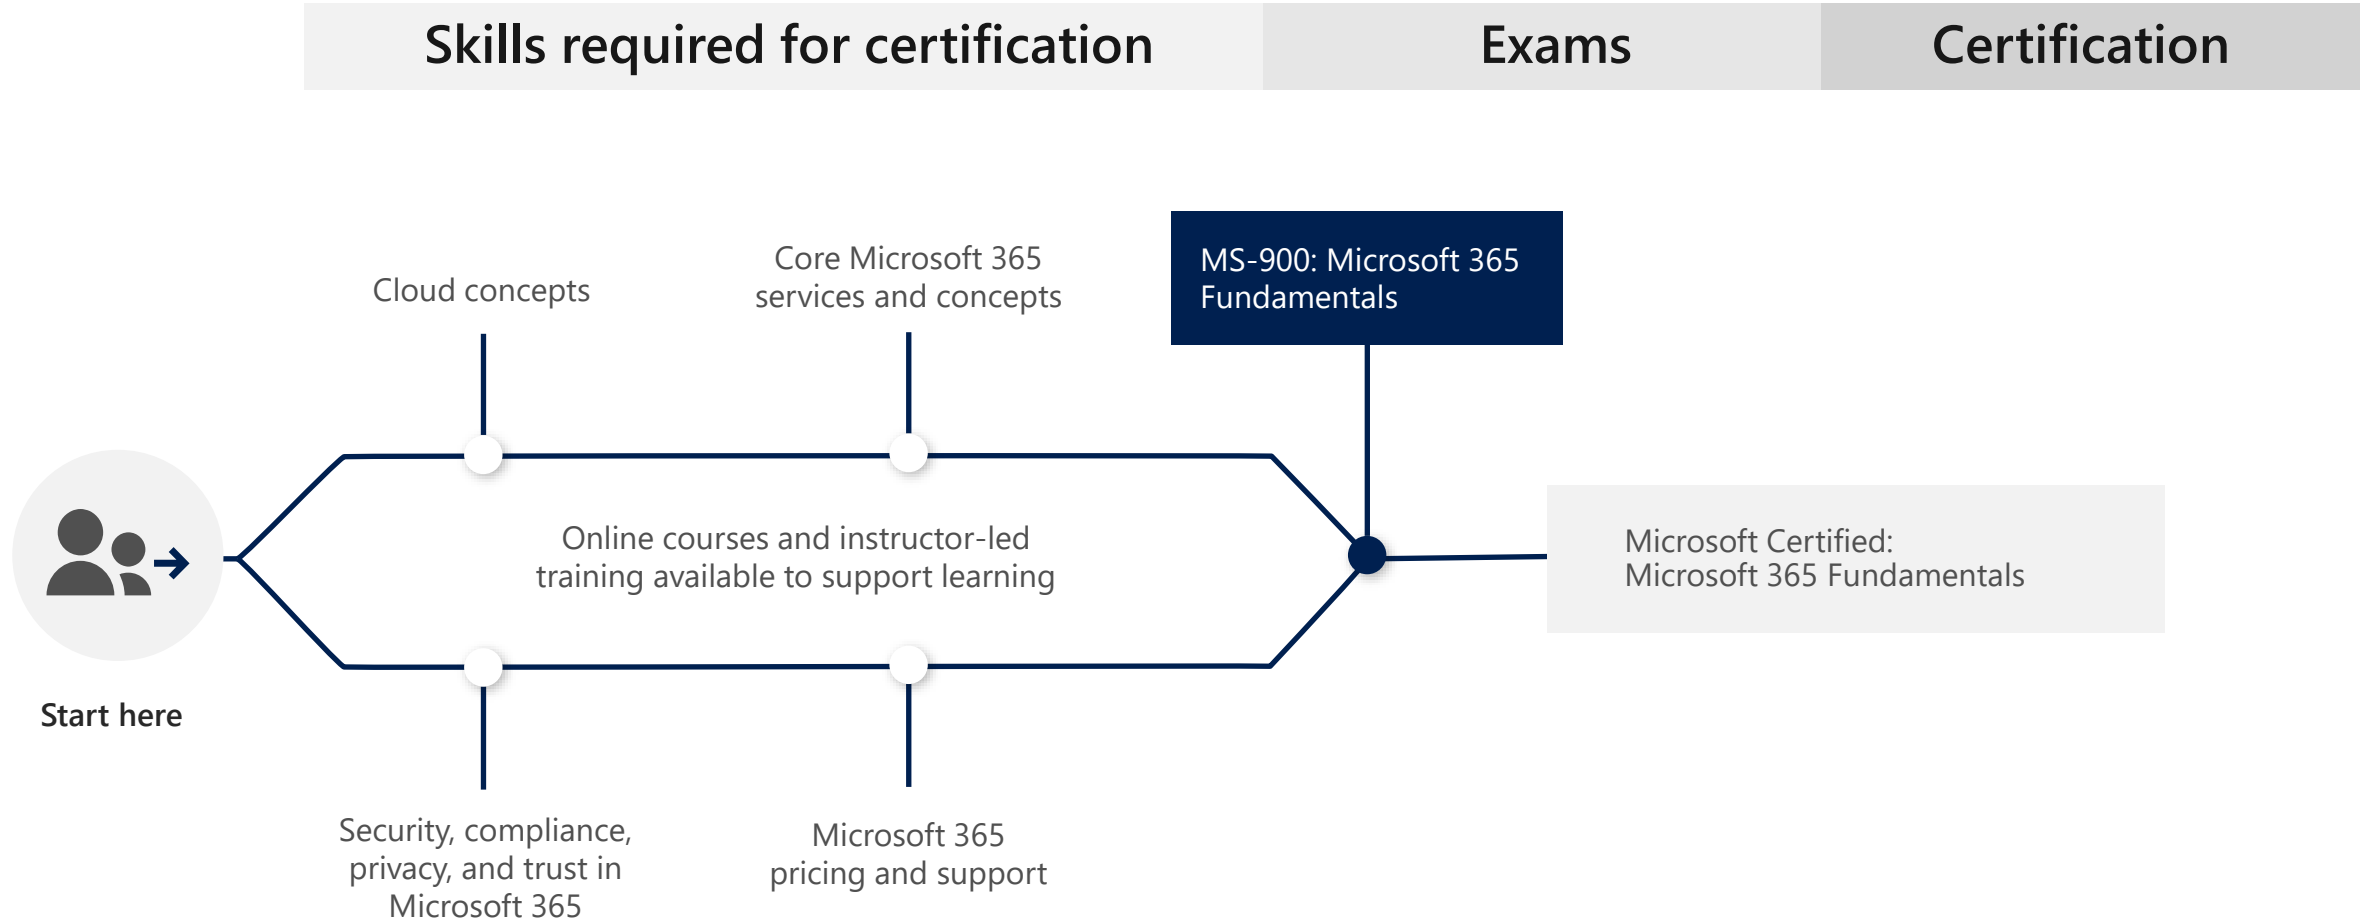 Skills required for certification
Exams
Certification
Cloud concepts
Core Microsoft 365
services and concepts
MS-900: Microsoft 365
Fundamentals
Online courses and instructor-led
training available to support learning
Microsoft Certified:
Microsoft 365 Fundamentals
Start here
Security, compliance,
privacy, and trust in
Microsoft 365
Microsoft 365
pricing and support